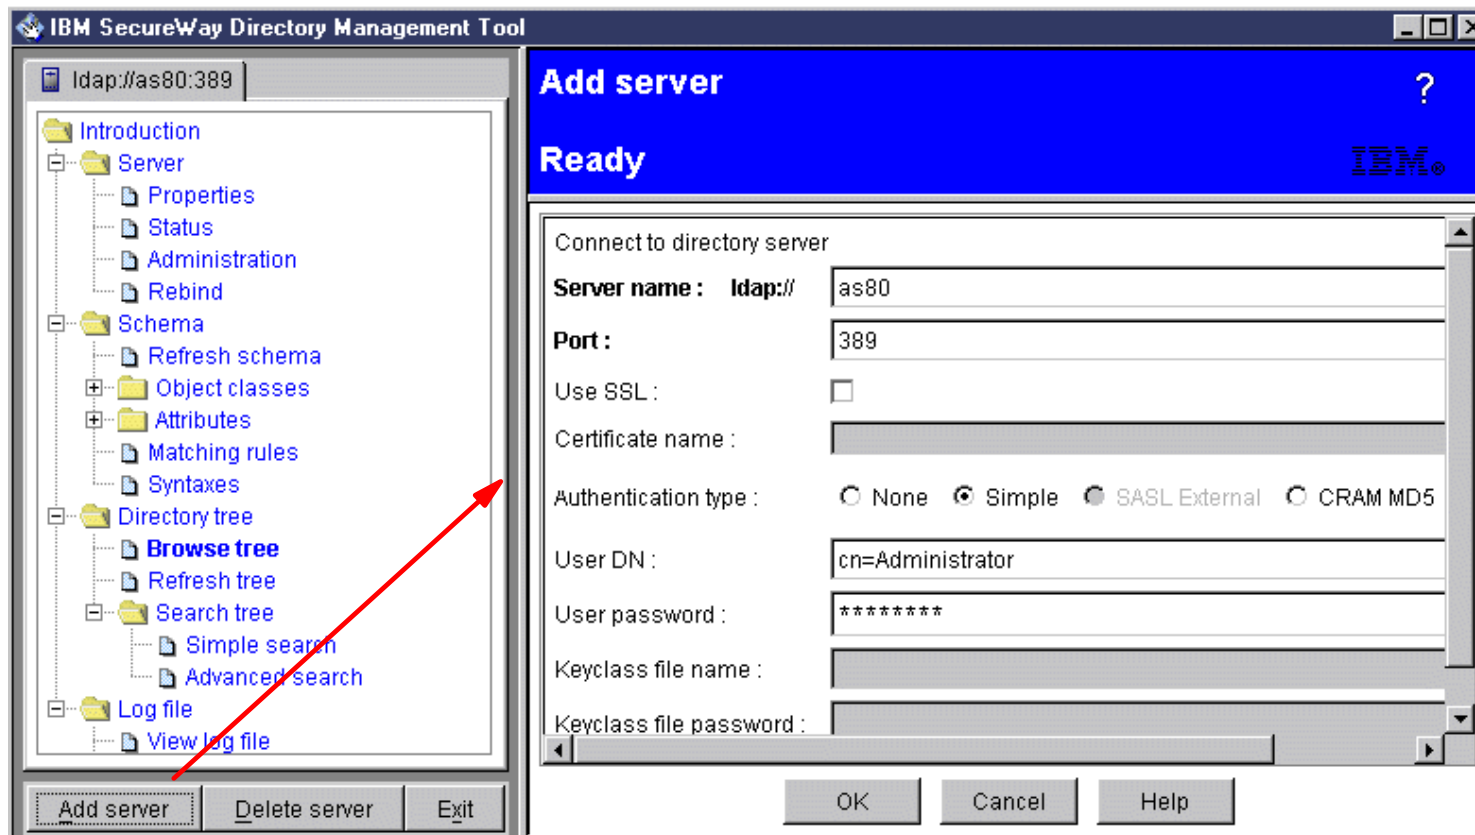 IBM SecureWay Directory Management Tool
ldap://as80:389
Introduction
Server
Properties
Status
Administration
Rebind
Schema
Refresh schema
Object classes
Attributes
Matching rules
Syntaxes
Directory tree
Browse tree
Refresh tree
Search tree
Simple search
Advanced search
Log file
View log file
Add server Delete server Exit
Add server ?
Ready IBM®
Connect to directory server
Server name : ldap:// as80
Port : 389
Use SSL :
Certificate name :
Authentication type : None Simple SASL External CRAM MD5
User DN : cn=Administrator
User password : ********
Keyclass file name :
Keyclass file password :
OK Cancel Help